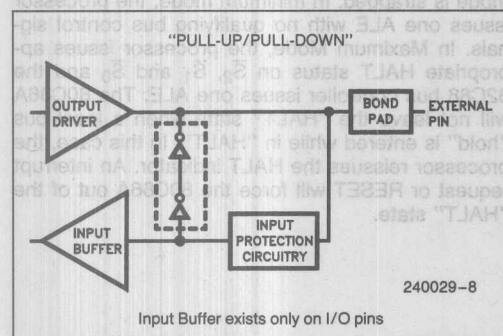 "PULL-UP/PULL-DOWN"
OUTPUT
DRIVER
BOND
PAD
EXTERNAL
PIN
INPUT
BUFFER
INPUT
PROTECTION
CIRCUITRY
240029-8
Input Buffer exists only on I/O pins